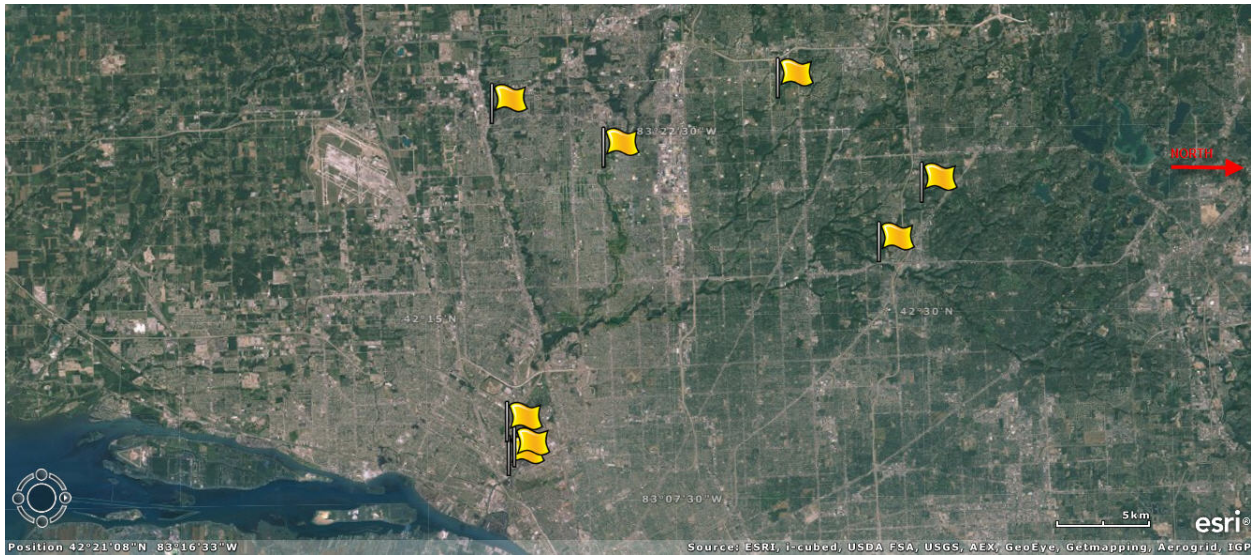 83°22'30"W
NORTH
42°15'N
42°30'N
83°07'30"W
5km
esri®
Position 42°21'08"N 83°16'33"W
Source: ESRI, i-cubed, USDA FSA, USGS, AEX, GeoEye, Getmapping, Aerogrid, IGP